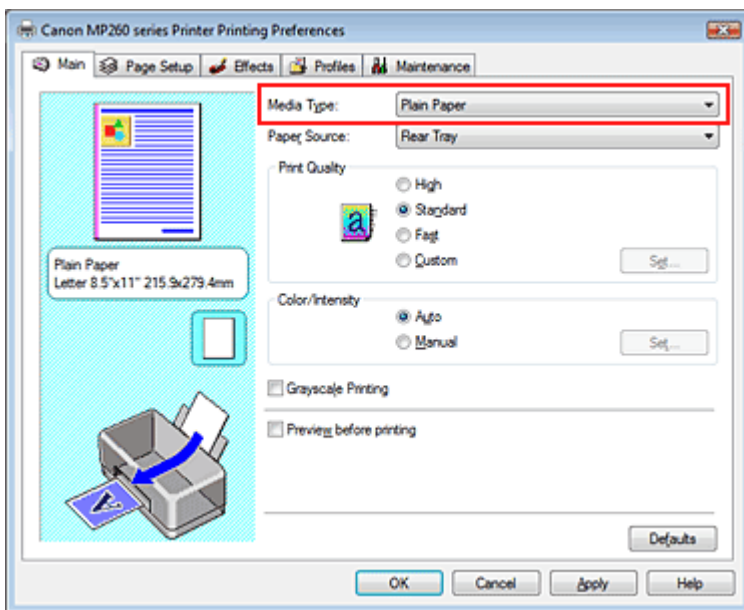 Canon MP260 series Printer Printing Preferences
Main Page Setup Effects Profiles Maintenance
Media Type: Plain Paper
Paper Source: Rear Tray
Print Quality
High
a Standard
Fast
Custom Set...
Plain Paper
Letter 8.5"x11" 215.9x279.4mm
Color/Intensity
Auto
Manual Set...
Grayscale Printing
Preview before printing
A
Defaults
OK Cancel Apply Help